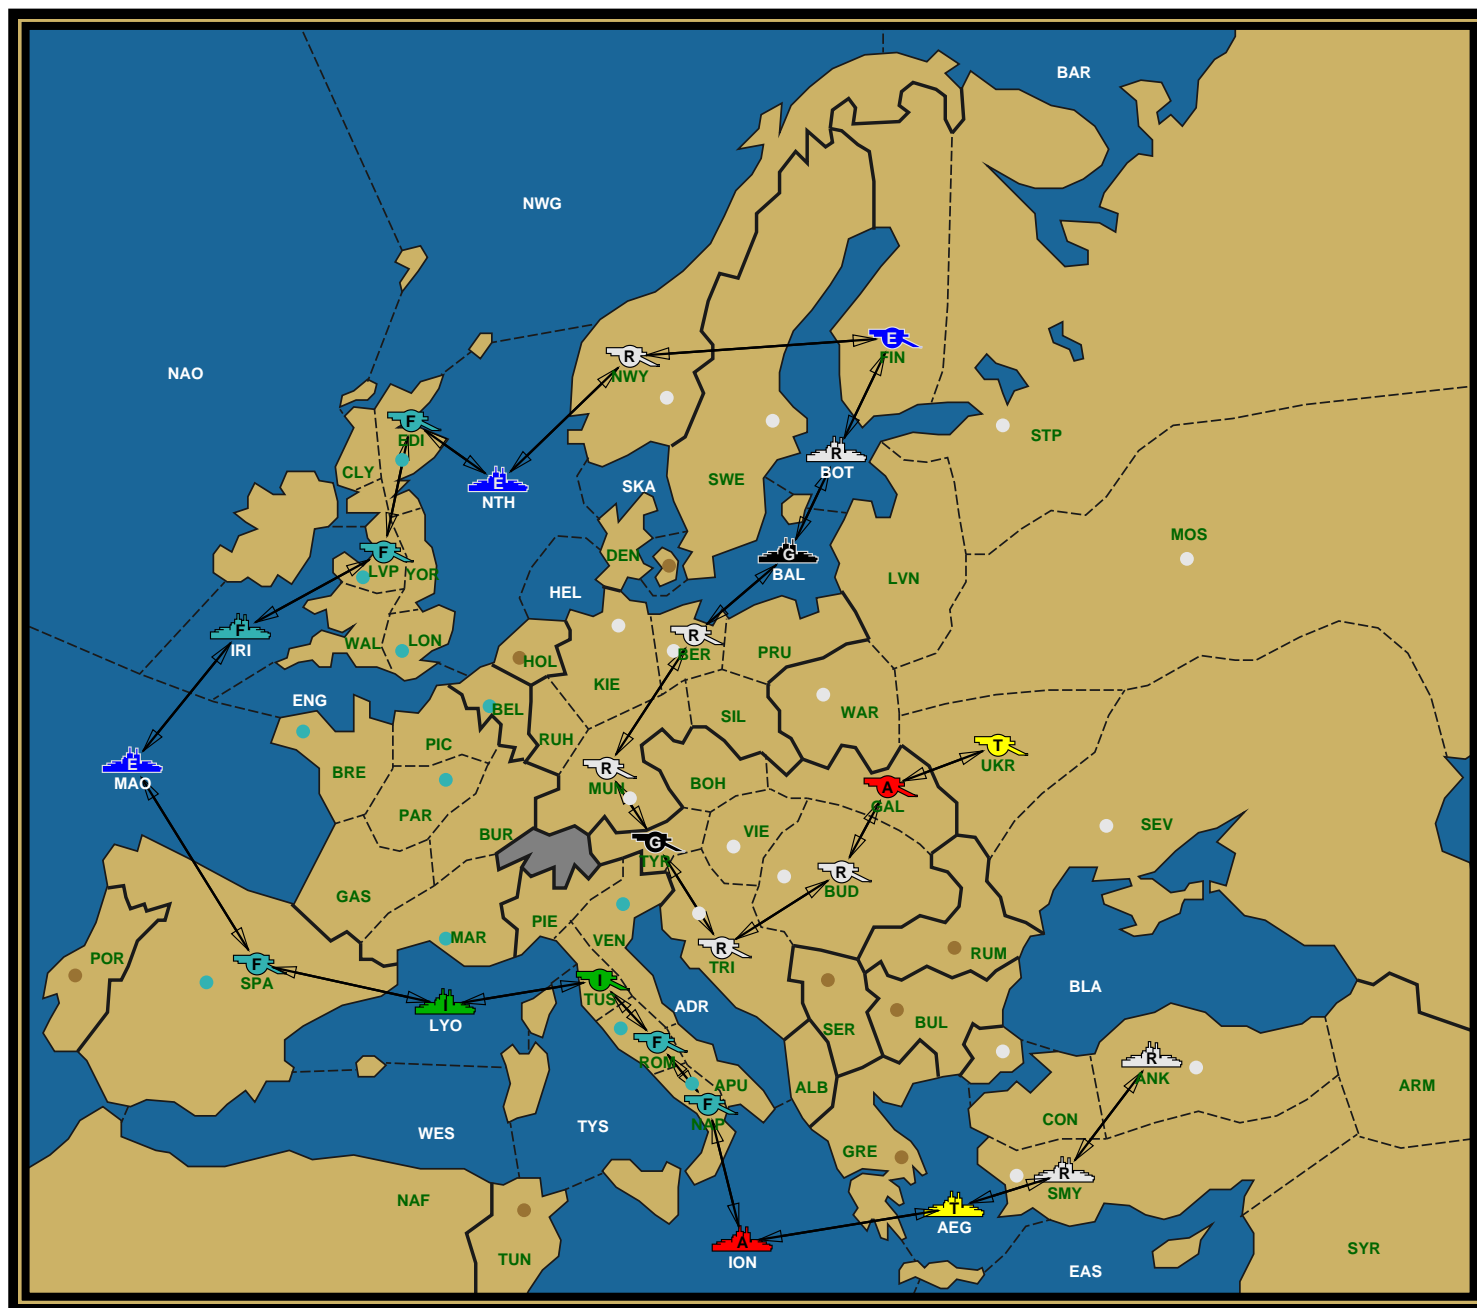 BAR
NWG
NAO
E
FIN
R
NWY
F
EDI
STP
R
BOT
CLY
E
NTH
SKA
SWE
MOS
F
LVP
YOR
DEN
G
BAL
LVN
HEL
F
IRI
WAL
LON
R
BER
PRU
HOL
KIE
ENG
BEL
SIL
WAR
PIC
RUH
T
UKR
E
MAO
BRE
R
MUN
BOH
A
GAL
PAR
BUR
VIE
SEV
G
TYR
R
BUD
GAS
PIE
MAR
VEN
R
TRI
RUM
POR
F
SPA
I
TUS
BLA
I
LYO
ADR
SER
BUL
F
ROM
R
ANK
APU
ALB
ARM
F
NAP
CON
WES
TYS
GRE
R
SMY
NAF
T
AEG
A
ION
SYR
TUN
EAS